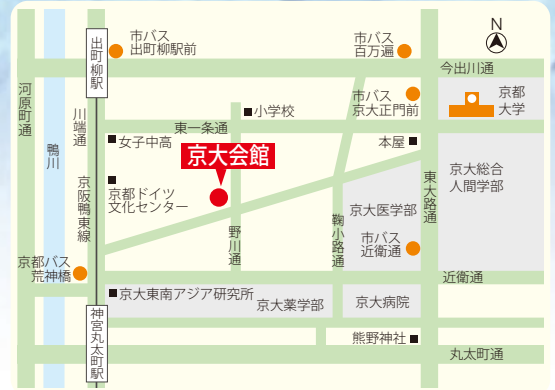 N
市バス
出町柳駅前
出町柳駅
市バス
百万遍
今出川通
河原町通
川端通
鴨川
小学校
市バス
京大正門前
京都
大学
東一条通
女子中高
京大会館
本屋
京都ドイツ
文化センター
京阪鴨東線
京大総合
人間学部
東大路通
京大医学部
鞠小路通
野川通
市バス
近衛通
京都バス
荒神橋
近衛通
京大東南アジア研究所
京大薬学部
京大病院
神宮丸太町駅
熊野神社
丸太町通